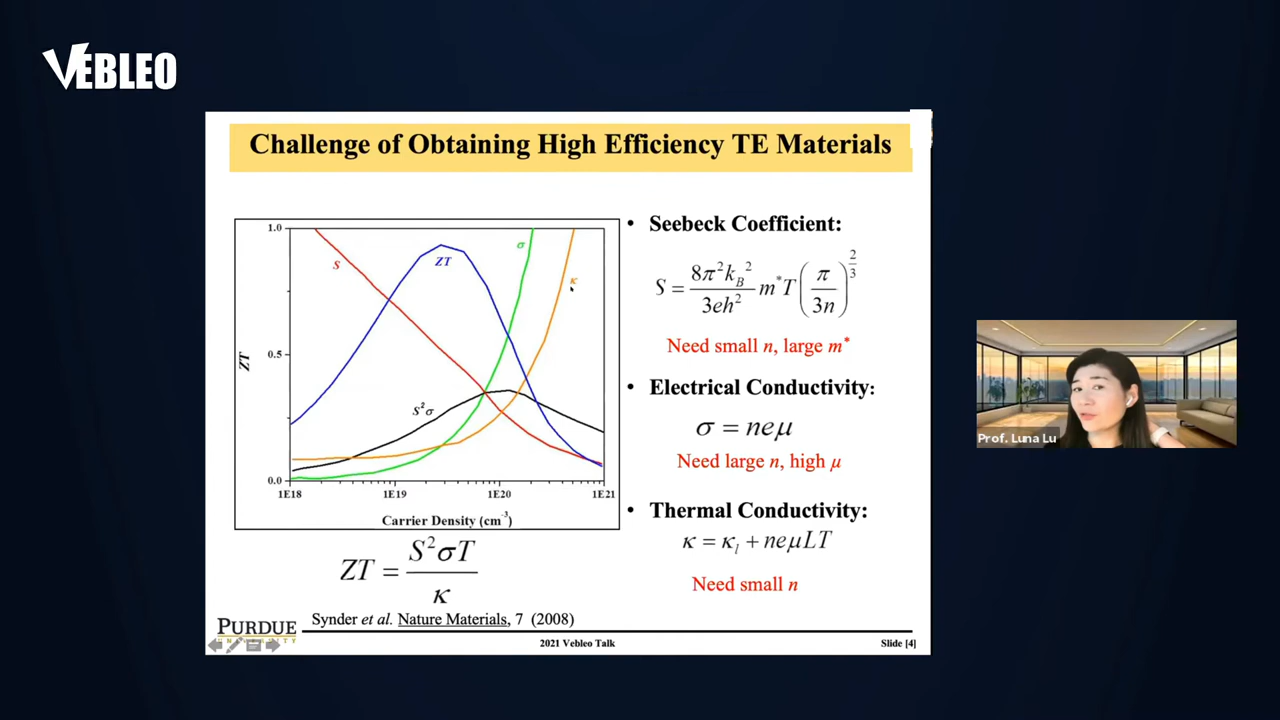 VEBLEO
Challenge of Obtaining High Efficiency TE Materials
1.0
0.5
0.0
ZT
S
ZT
σ
κ
S²σ
1E18 1E19 1E20 1E21
Carrier Density (cm⁻³)
ZT = S²σT / κ
• Seebeck Coefficient:
S = 8π²k_B² / 3eh² m*T (π / 3n)^(2/3)
Need small n, large m*
• Electrical Conductivity:
σ = neμ
Need large n, high μ
• Thermal Conductivity:
κ = κ_l + neμLT
Need small n
Synder et al. Nature Materials, 7 (2008)
PURDUE
UNIVERSITY
2021 Vebleo Talk
Slide [4]
Prof. Luna Lu